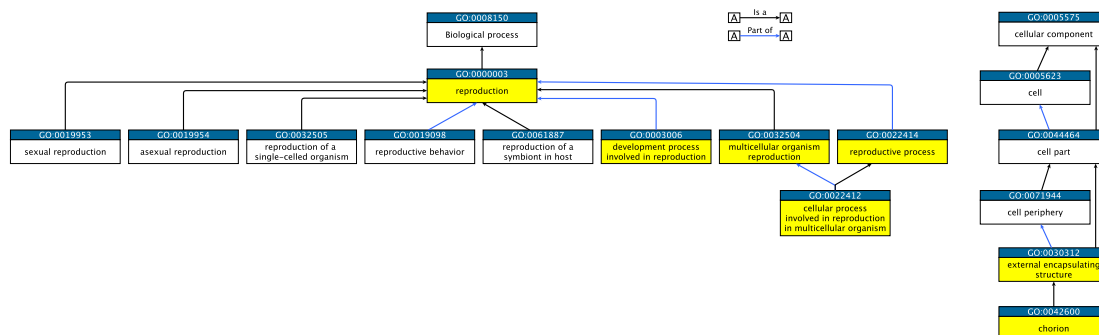 GO:0008150
Biological process
A
Is a
A
A
Part of
A
GO:0005575
cellular component
GO:0000003
reproduction
GO:0005623
cell
GO:0019953
sexual reproduction
GO:0019954
asexual reproduction
GO:0032505
reproduction of a
single-celled organism
GO:0019098
reproductive behavior
GO:0061887
reproduction of a
symbiont in host
GO:0003006
development process
involved in reproduction
GO:0032504
multicellular organism
reproduction
GO:0022414
reproductive process
GO:0044464
cell part
GO:0022412
cellular process
involved in reproduction
in multicellular organism
GO:0071944
cell periphery
GO:0030312
external encapsulating
structure
GO:0042600
chorion